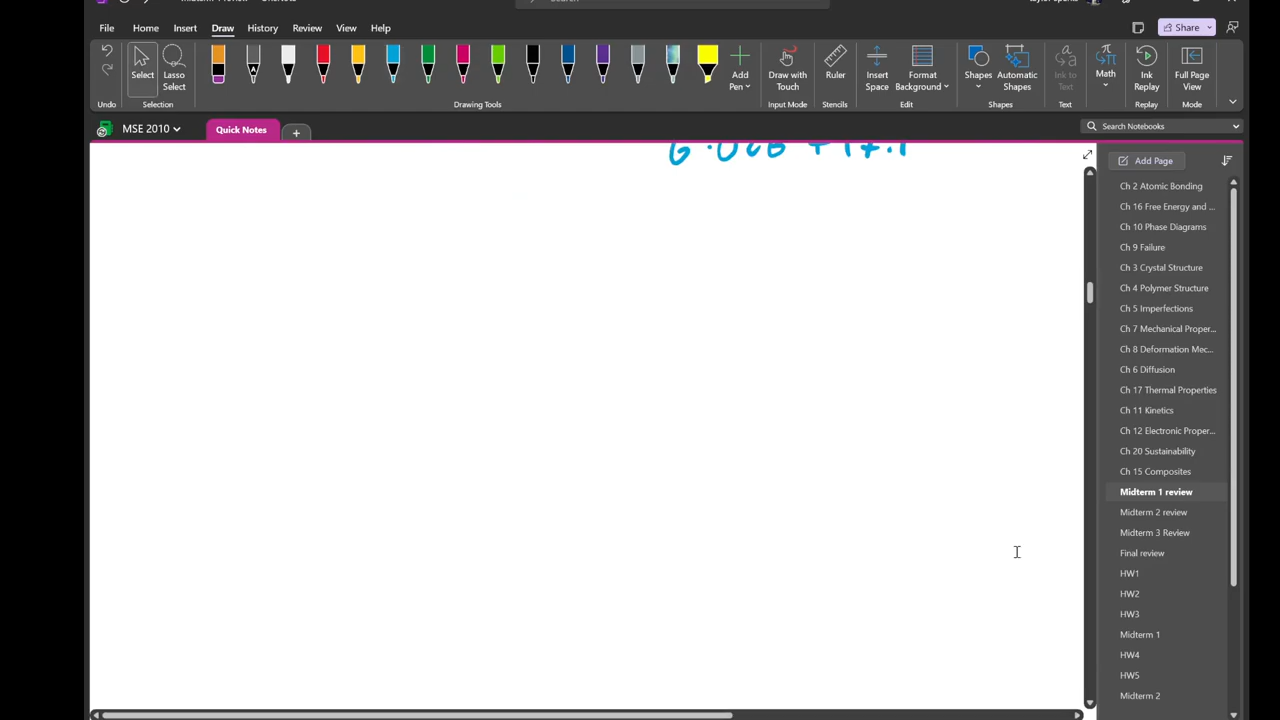 File Home Insert Draw History Review View Help Share
Undo
Select
Lasso Select
Selection
Drawing Tools
Add Pen
Draw with Touch
Input Mode
Ruler
Stencils
Insert Space
Format Background
Edit
Shapes
Automatic Shapes
Shapes
Ink to Text
Text
Math
Ink Replay
Replay
Full Page View
Mode
MSE 2010 Quick Notes + Search Notebooks
Add Page
Ch 2 Atomic Bonding
Ch 16 Free Energy and ...
Ch 10 Phase Diagrams
Ch 9 Failure
Ch 3 Crystal Structure
Ch 4 Polymer Structure
Ch 5 Imperfections
Ch 7 Mechanical Proper...
Ch 8 Deformation Mec...
Ch 6 Diffusion
Ch 17 Thermal Properties
Ch 11 Kinetics
Ch 12 Electronic Proper...
Ch 20 Sustainability
Ch 15 Composites
Midterm 1 review
Midterm 2 review
Midterm 3 Review
Final review
HW1
HW2
HW3
Midterm 1
HW4
HW5
Midterm 2